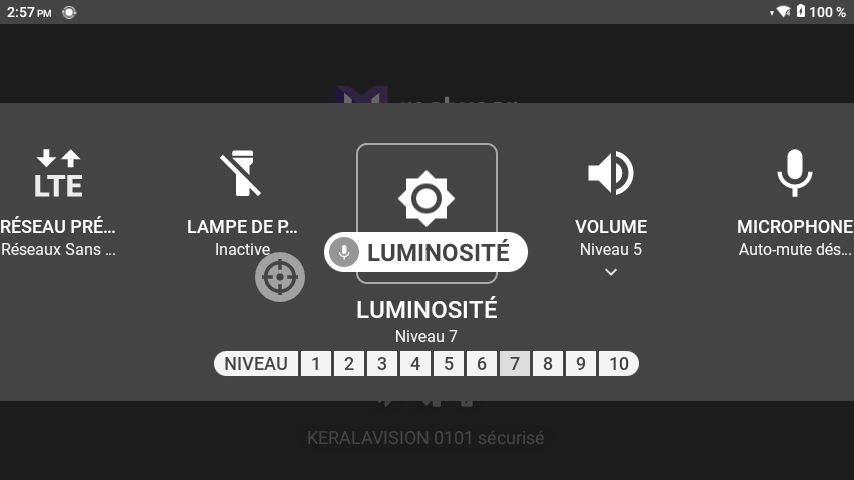 2:57 PM
100 %
LTE
RÉSEAU PRÉ...
Réseaux Sans ...
LAMPE DE P...
Inactive
LUMINOSITÉ
LUMINOSITÉ
Niveau 7
VOLUME
Niveau 5
MICROPHONE
Auto-mute dés...
NIVEAU 1 2 3 4 5 6 7 8 9 10
KERALAVISION 0101 sécurisé